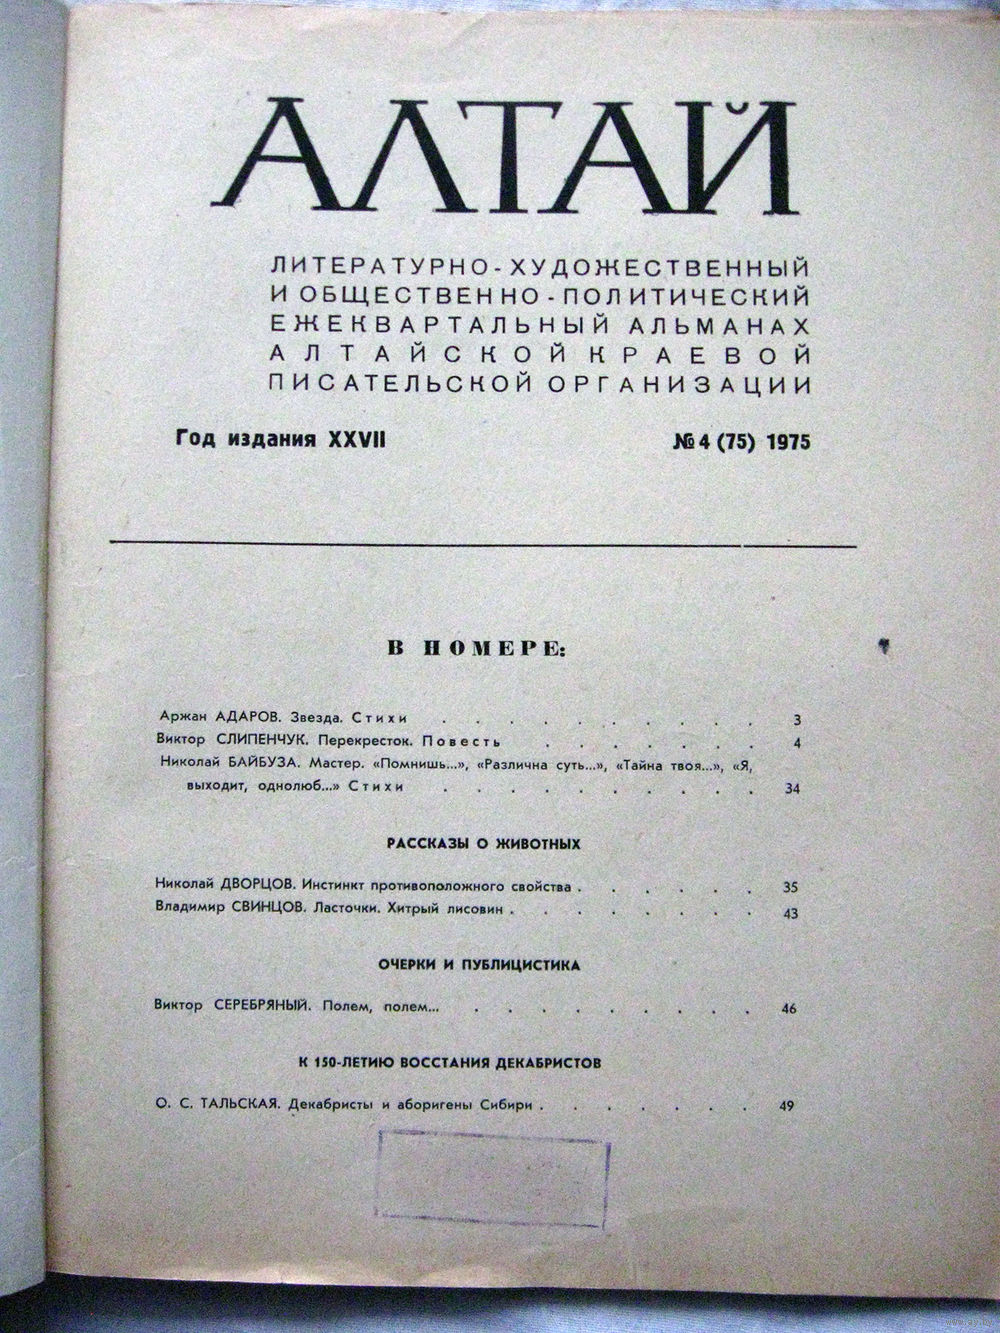 АЛТАЙ
ЛИТЕРАТУРНО-ХУДОЖЕСТВЕННЫЙ
И ОБЩЕСТВЕННО-ПОЛИТИЧЕСКИЙ
ЕЖЕКВАРТАЛЬНЫЙ АЛЬМАНАХ
АЛТАЙСКОЙ КРАЕВОЙ
ПИСАТЕЛЬСКОЙ ОРГАНИЗАЦИИ
Год издания XXVII № 4 (75) 1975
В НОМЕРЕ:
Аржан АДАРОВ. Звезда. Стихи . . . . . . . . . . 3
Виктор СЛИПЕНЧУК. Перекресток. Повесть . . . . . . . 4
Николай БАЙБУЗА. Мастер. «Помнишь...», «Различна суть...», «Тайна твоя...», «Я,
выходит, однолюб...» Стихи . . . . . . . . . . 34
РАССКАЗЫ О ЖИВОТНЫХ
Николай ДВОРЦОВ. Инстинкт противоположного свойства . . . . . . 35
Владимир СВИНЦОВ. Ласточки. Хитрый лисовин . . . . . . . . 43
ОЧЕРКИ И ПУБЛИЦИСТИКА
Виктор СЕРЕБРЯНЫЙ. Полем, полем... . . . . . . . . . 46
К 150-ЛЕТИЮ ВОССТАНИЯ ДЕКАБРИСТОВ
О. С. ТАЛЬСКАЯ. Декабристы и аборигены Сибири . . . . . . . 49